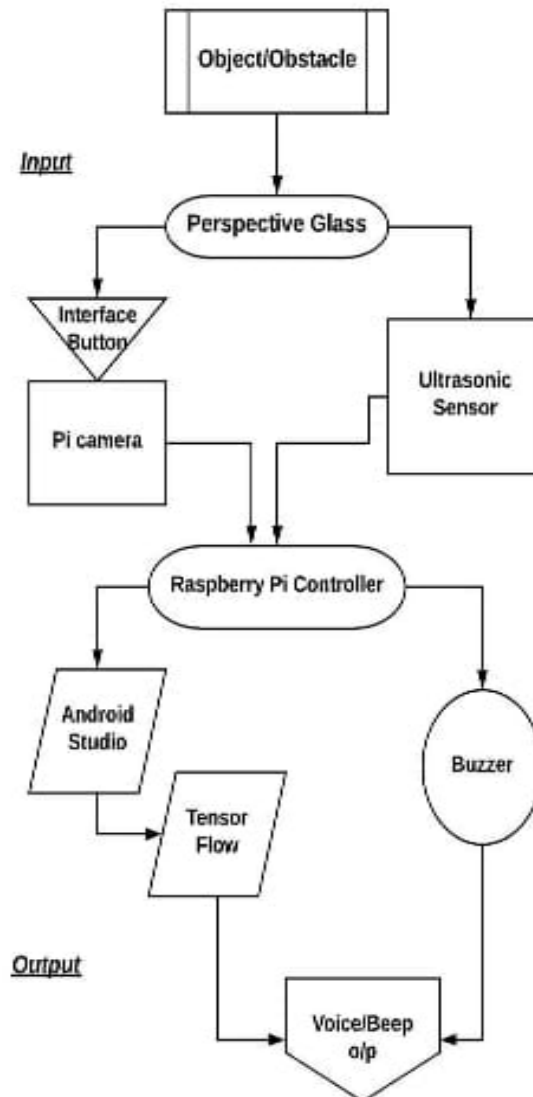 Object/Obstacle
Input
Perspective Glass
Interface
Button
Pi camera
Ultrasonic
Sensor
Raspberry Pi Controller
Android
Studio
Tensor
Flow
Buzzer
Output
Voice/Beep
o/p